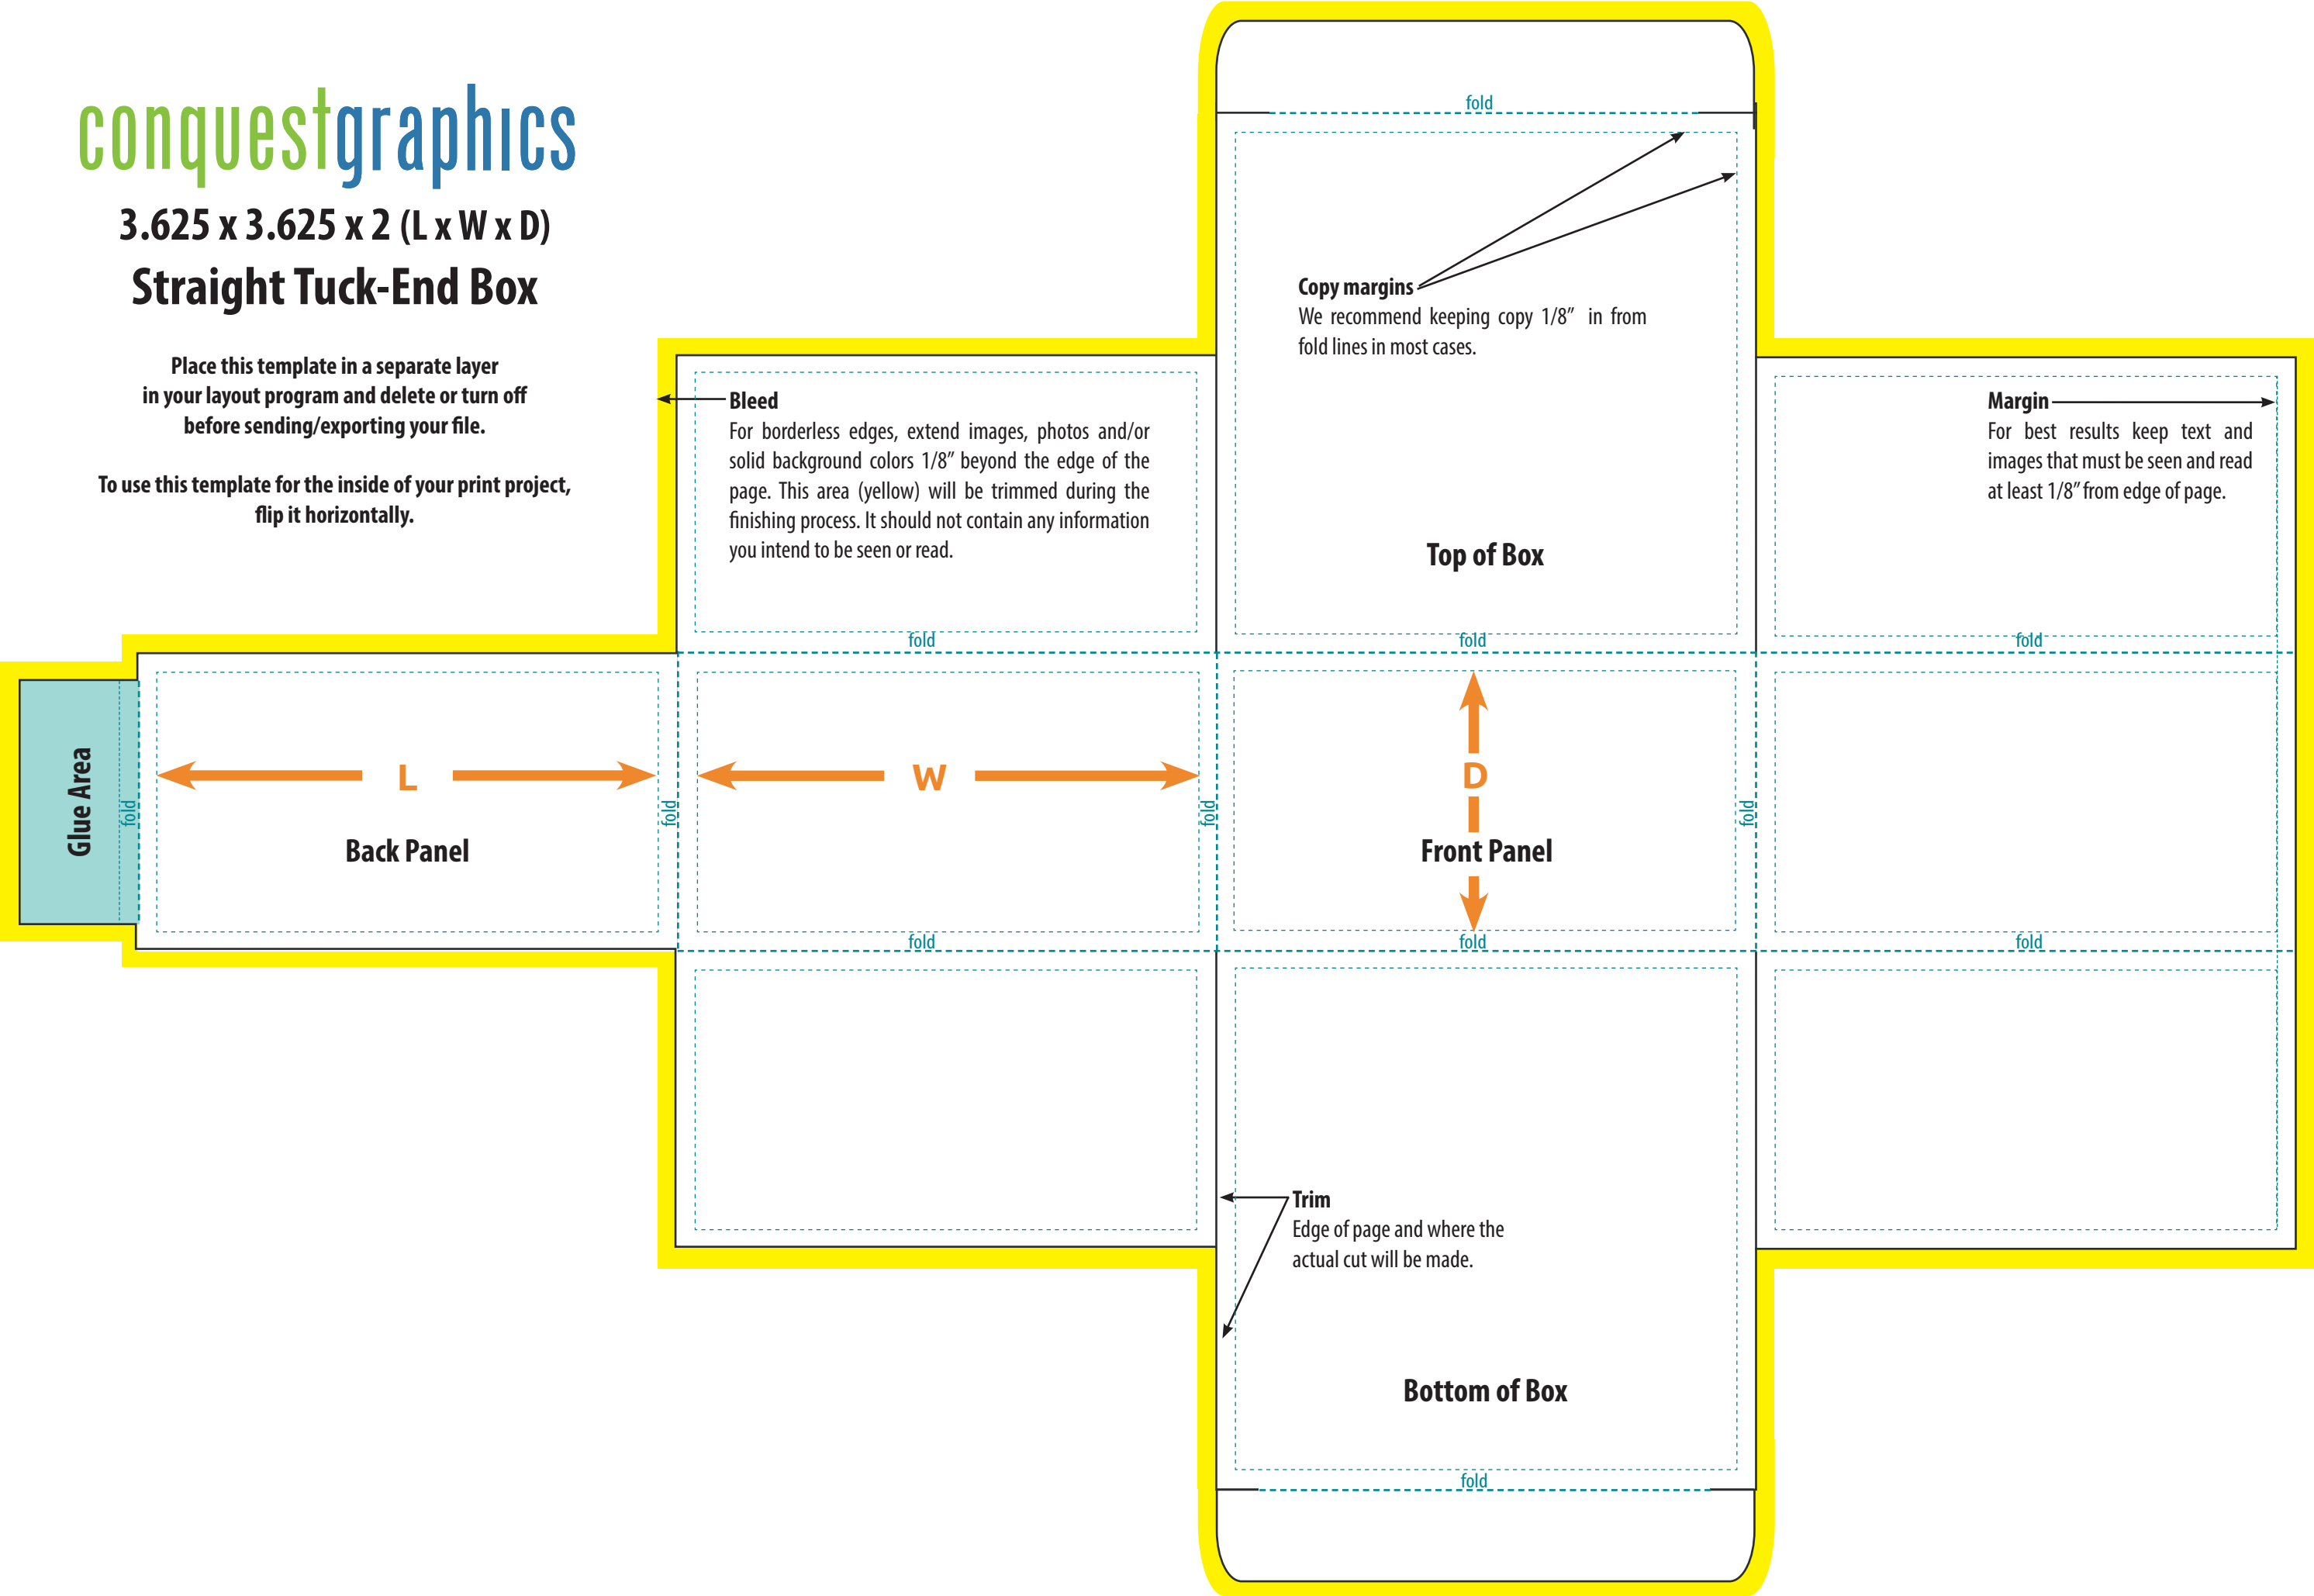 conquestgraphics
3.625 x 3.625 x 2 (L x W x D)
Straight Tuck-End Box
Place this template in a separate layer
in your layout program and delete or turn off
before sending/exporting your file.
To use this template for the inside of your print project,
flip it horizontally.
fold
Copy margins
We recommend keeping copy 1/8” in from
fold lines in most cases.
Top of Box
Bleed
For borderless edges, extend images, photos and/or
solid background colors 1/8” beyond the edge of the
page. This area (yellow) will be trimmed during the
finishing process. It should not contain any information
you intend to be seen or read.
Margin
For best results keep text and
images that must be seen and read
at least 1/8” from edge of page.
fold
fold
fold
Glue Area
fold
L
Back Panel
fold
W
fold
D
Front Panel
fold
fold
fold
fold
Trim
Edge of page and where the
actual cut will be made.
Bottom of Box
fold